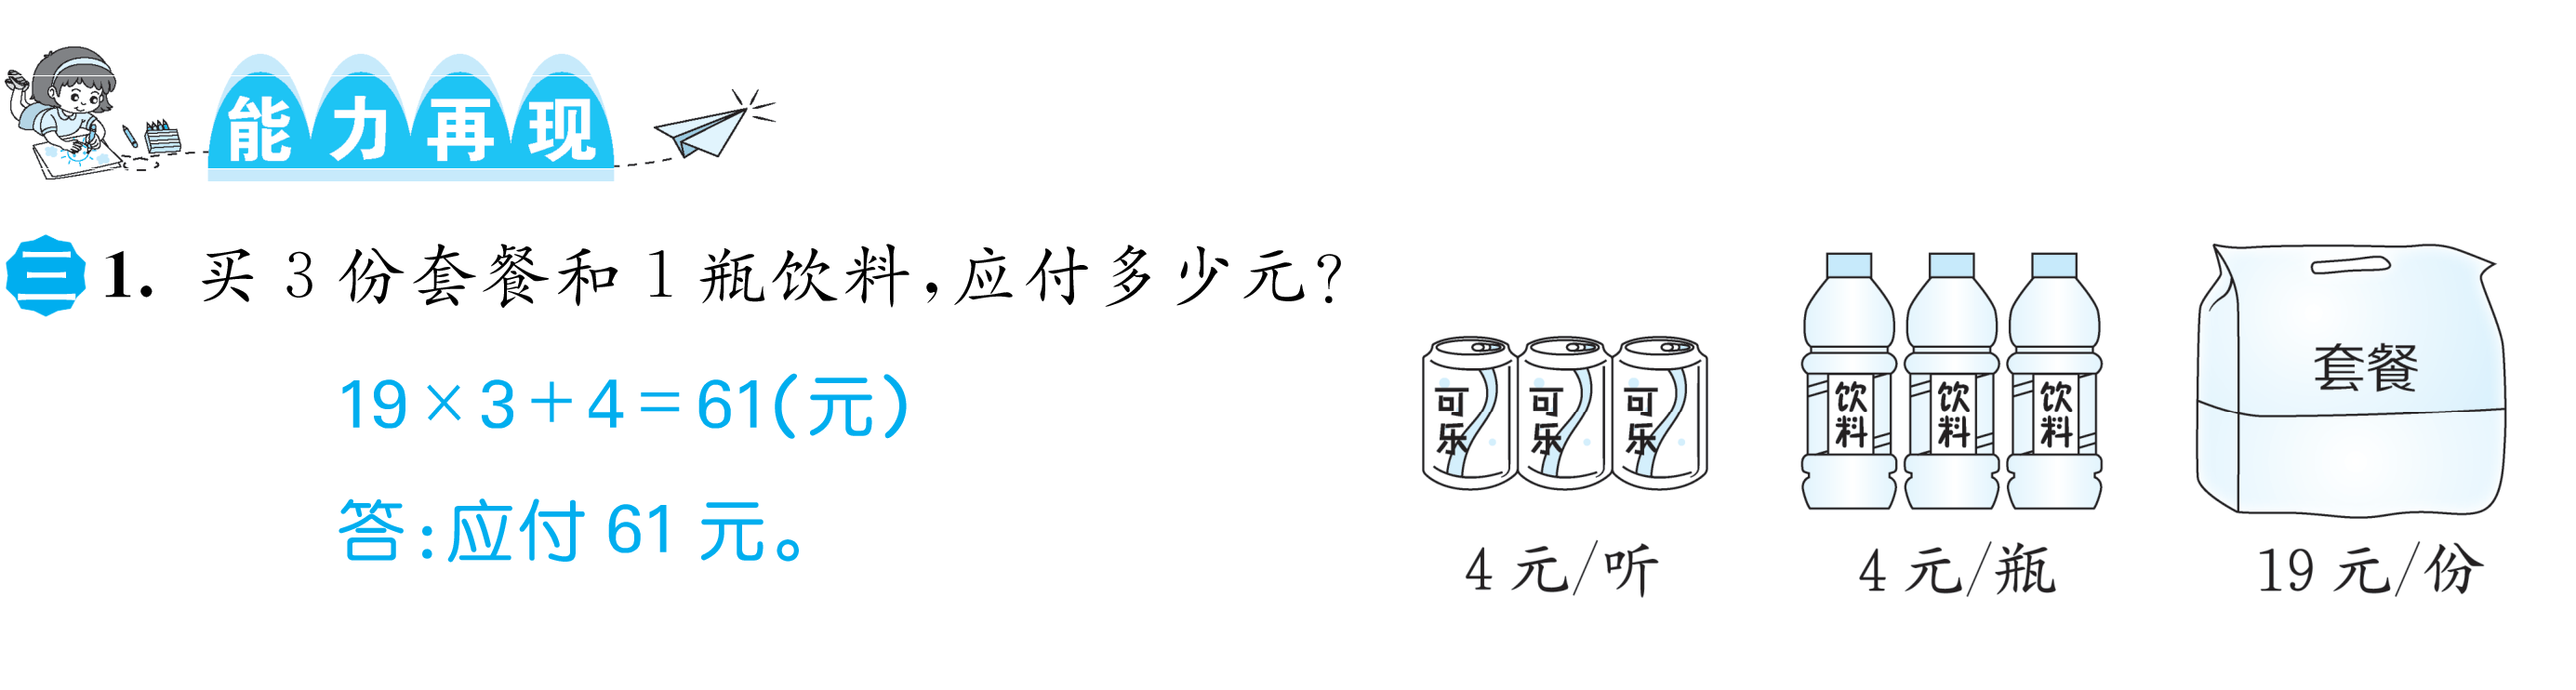 能力再现
三 1. 买 3 份套餐和 1 瓶饮料,应付多少元?
19×3+4=61(元)
答:应付 61 元。
可乐 可乐 可乐
饮料 饮料 饮料
套餐
4 元/听 4 元/瓶 19 元/份